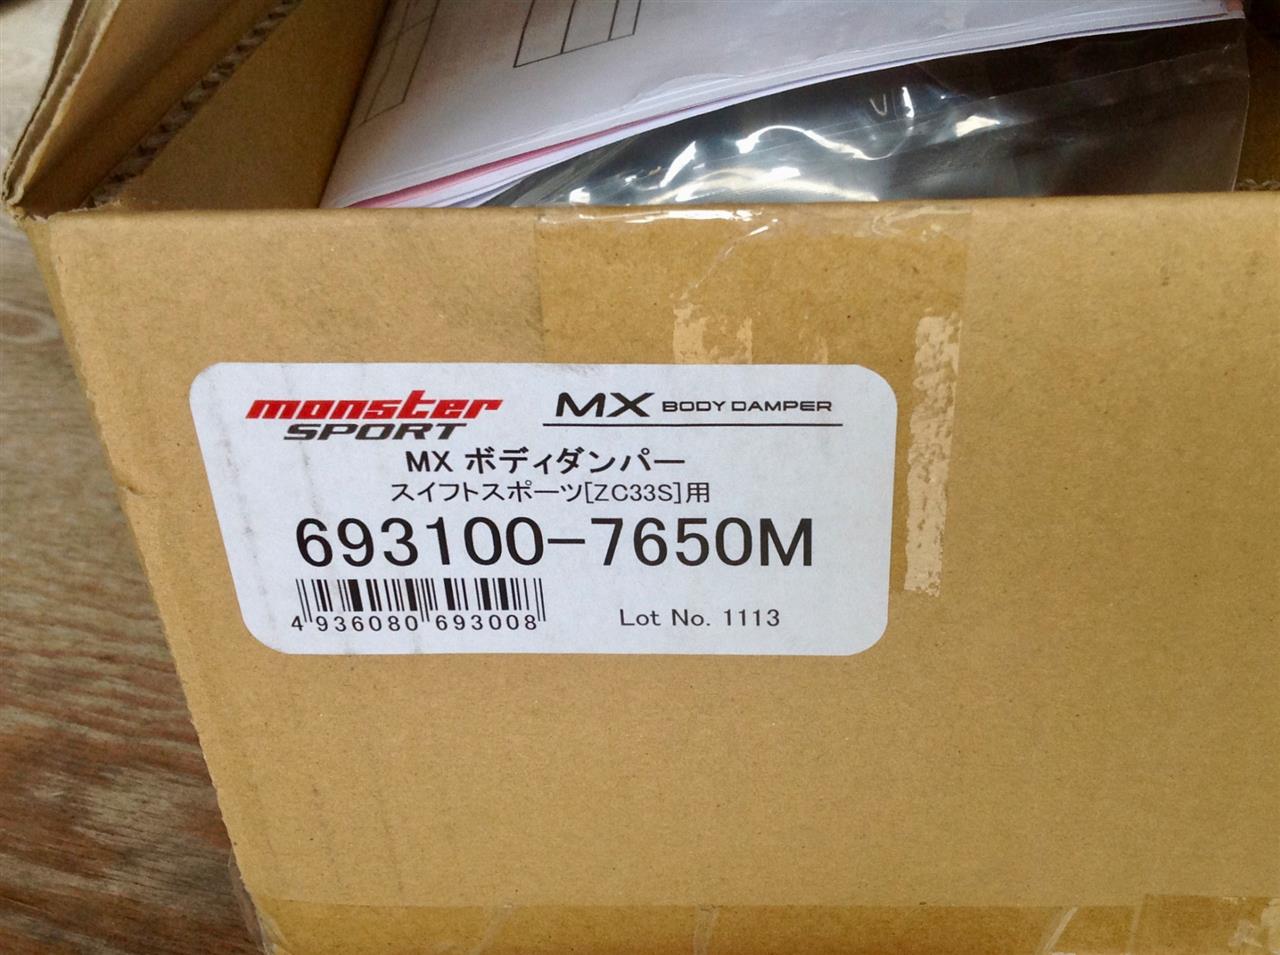 monster SPORT
MX BODY DAMPER
MX ボディダンパー
スイフトスポーツ[ZC33S]用
693100-7650M
4 936080 693008
Lot No. 1113